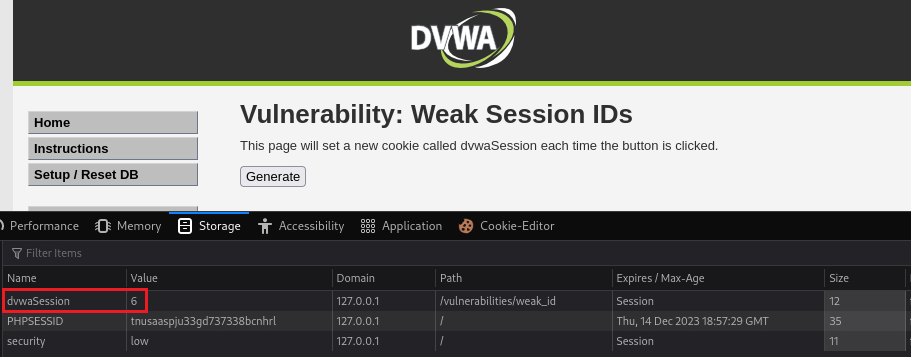 DVWA
Home
Instructions
Setup / Reset DB
Vulnerability: Weak Session IDs
This page will set a new cookie called dvwaSession each time the button is clicked.
Generate
Performance Memory Storage Accessibility Application Cookie-Editor
Filter Items
Name Value Domain Path Expires / Max-Age Size
dvwaSession 6 127.0.0.1 /vulnerabilities/weak_id Session 12
PHPSESSID tnusaaspju33gd737338bcnhrl 127.0.0.1 / Thu, 14 Dec 2023 18:57:29 GMT 35
security low 127.0.0.1 / Session 11